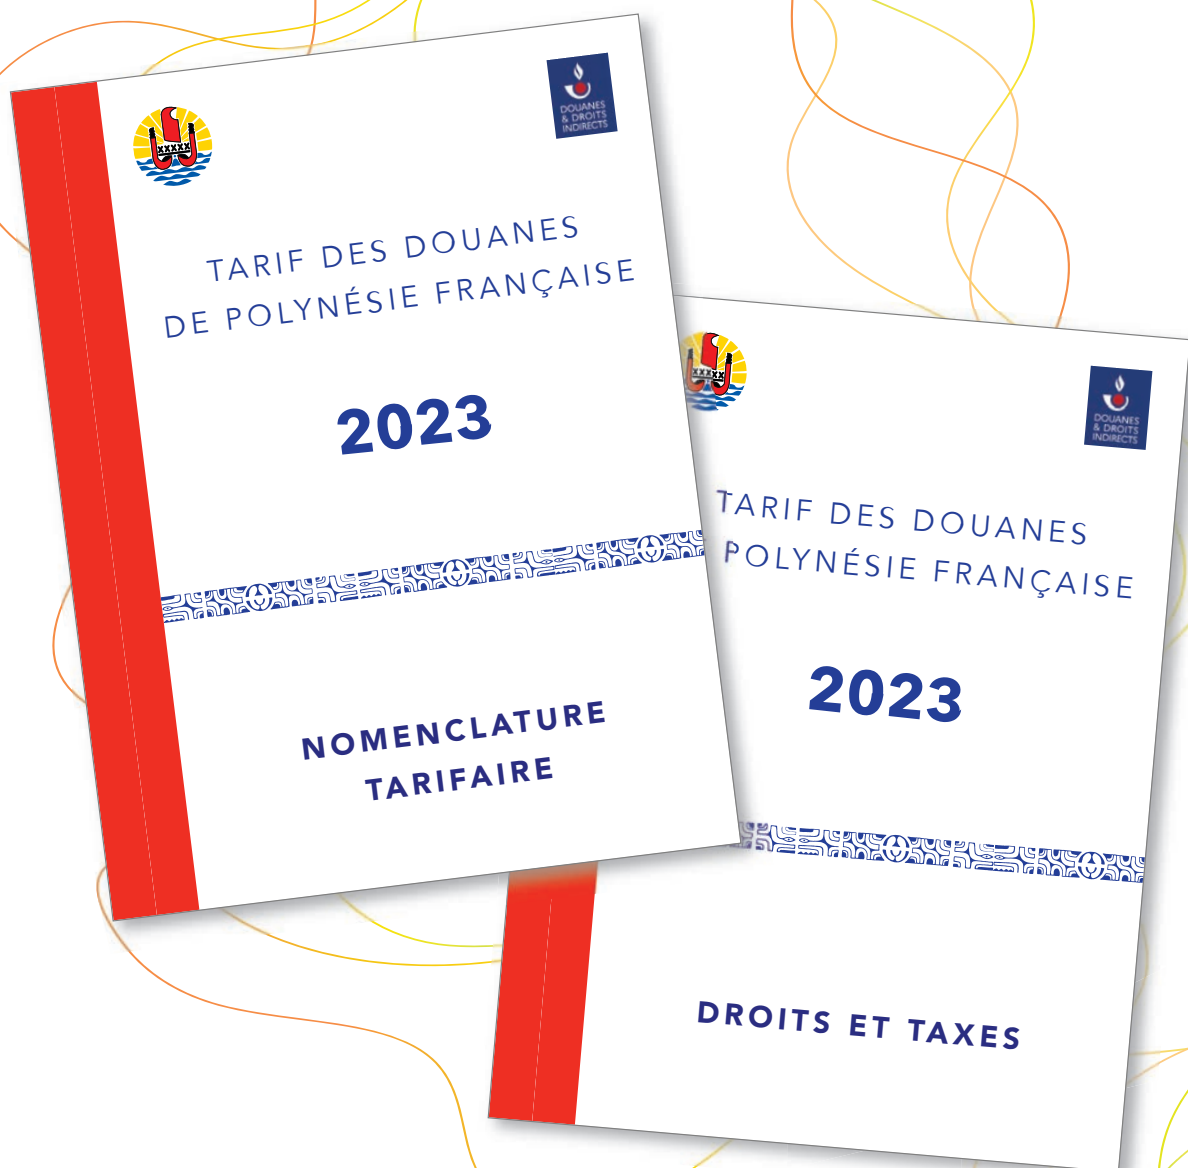 DOUANES
& DROITS
INDIRECTS
TARIF DES DOUANES
DE POLYNÉSIE FRANÇAISE
2023
NOMENCLATURE
TARIFAIRE
DOUANES
& DROITS
INDIRECTS
TARIF DES DOUANES
POLYNÉSIE FRANÇAISE
2023
DROITS ET TAXES